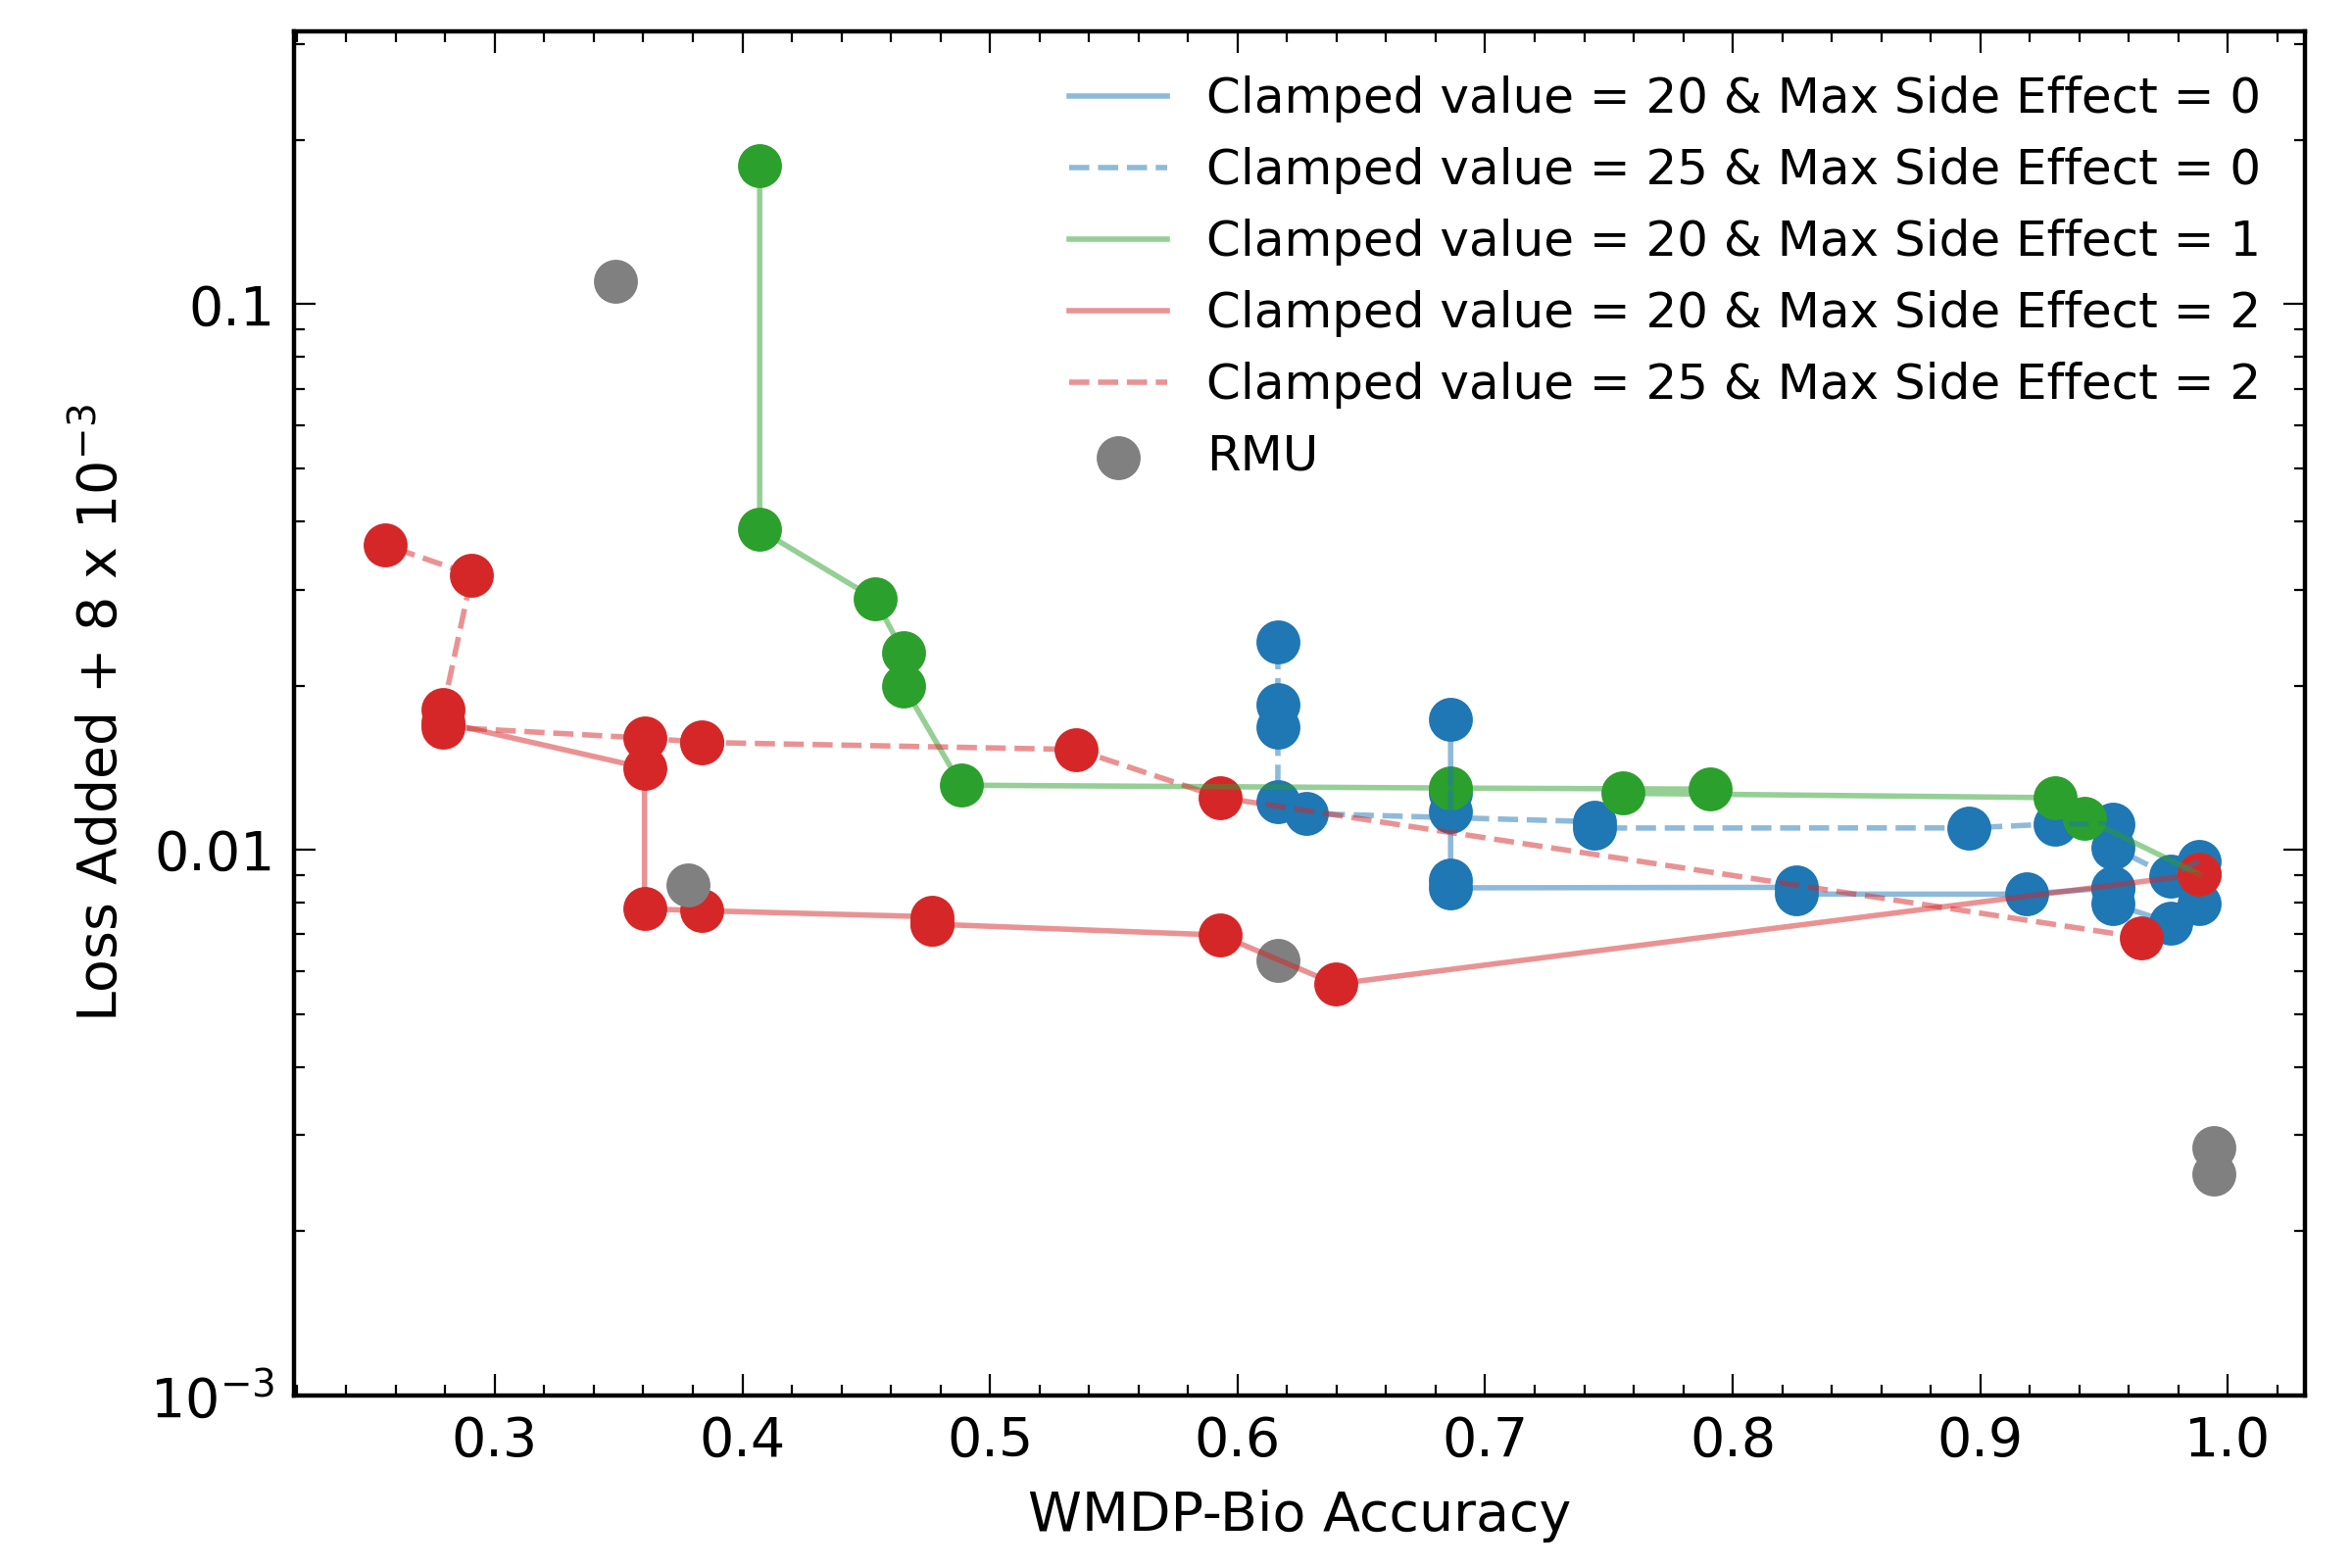 Clamped value = 20 & Max Side Effect = 0
Clamped value = 25 & Max Side Effect = 0
Clamped value = 20 & Max Side Effect = 1
Clamped value = 20 & Max Side Effect = 2
Clamped value = 25 & Max Side Effect = 2
RMU
Loss Added + 8 x 10⁻³
0.1
0.01
10⁻³
0.3 0.4 0.5 0.6 0.7 0.8 0.9 1.0
WMDP-Bio Accuracy